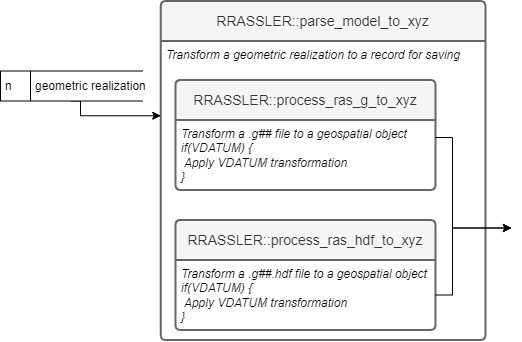 RRASSLER::parse_model_to_xyz
Transform a geometric realization to a record for saving
n geometric realization
RRASSLER::process_ras_g_to_xyz
Transform a .g## file to a geospatial object
if(VDATUM) {
Apply VDATUM transformation
}
RRASSLER::process_ras_hdf_to_xyz
Transform a .g##.hdf file to a geospatial object
if(VDATUM) {
Apply VDATUM transformation
}